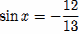 sin x = −12/13